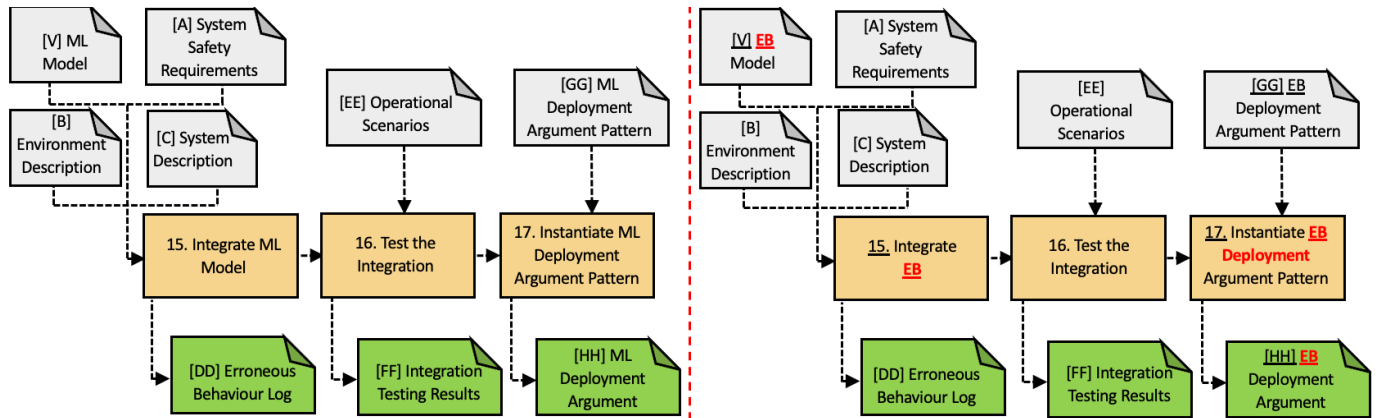 [V] ML
Model
[A] System
Safety
Requirements
[B]
Environment
Description
[C] System
Description
[EE] Operational
Scenarios
[GG] ML
Deployment
Argument Pattern
15. Integrate ML
Model
16. Test the
Integration
17. Instantiate ML
Deployment
Argument Pattern
[DD] Erroneous
Behaviour Log
[FF] Integration
Testing Results
[HH] ML
Deployment
Argument
[V] EB
Model
[A] System
Safety
Requirements
[B]
Environment
Description
[C] System
Description
[EE]
Operational
Scenarios
[GG] EB
Deployment
Argument Pattern
15. Integrate
EB
16. Test the
Integration
17. Instantiate EB
Deployment
Argument Pattern
[DD] Erroneous
Behaviour Log
[FF] Integration
Testing Results
[HH] EB
Deployment
Argument